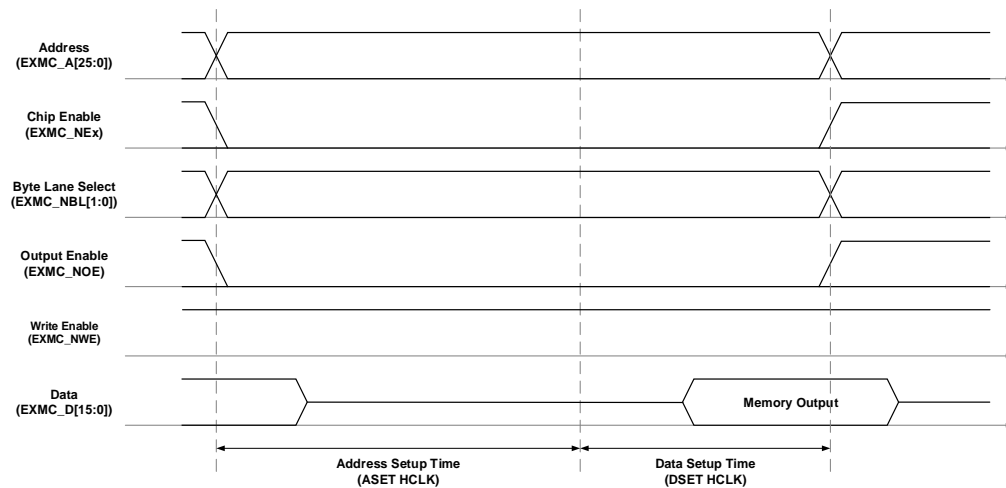 Address
(EXMC_A[25:0])
Chip Enable
(EXMC_NEx)
Byte Lane Select
(EXMC_NBL[1:0])
Output Enable
(EXMC_NOE)
Write Enable
(EXMC_NWE)
Data
(EXMC_D[15:0])
Memory Output
Address Setup Time
(ASET HCLK)
Data Setup Time
(DSET HCLK)